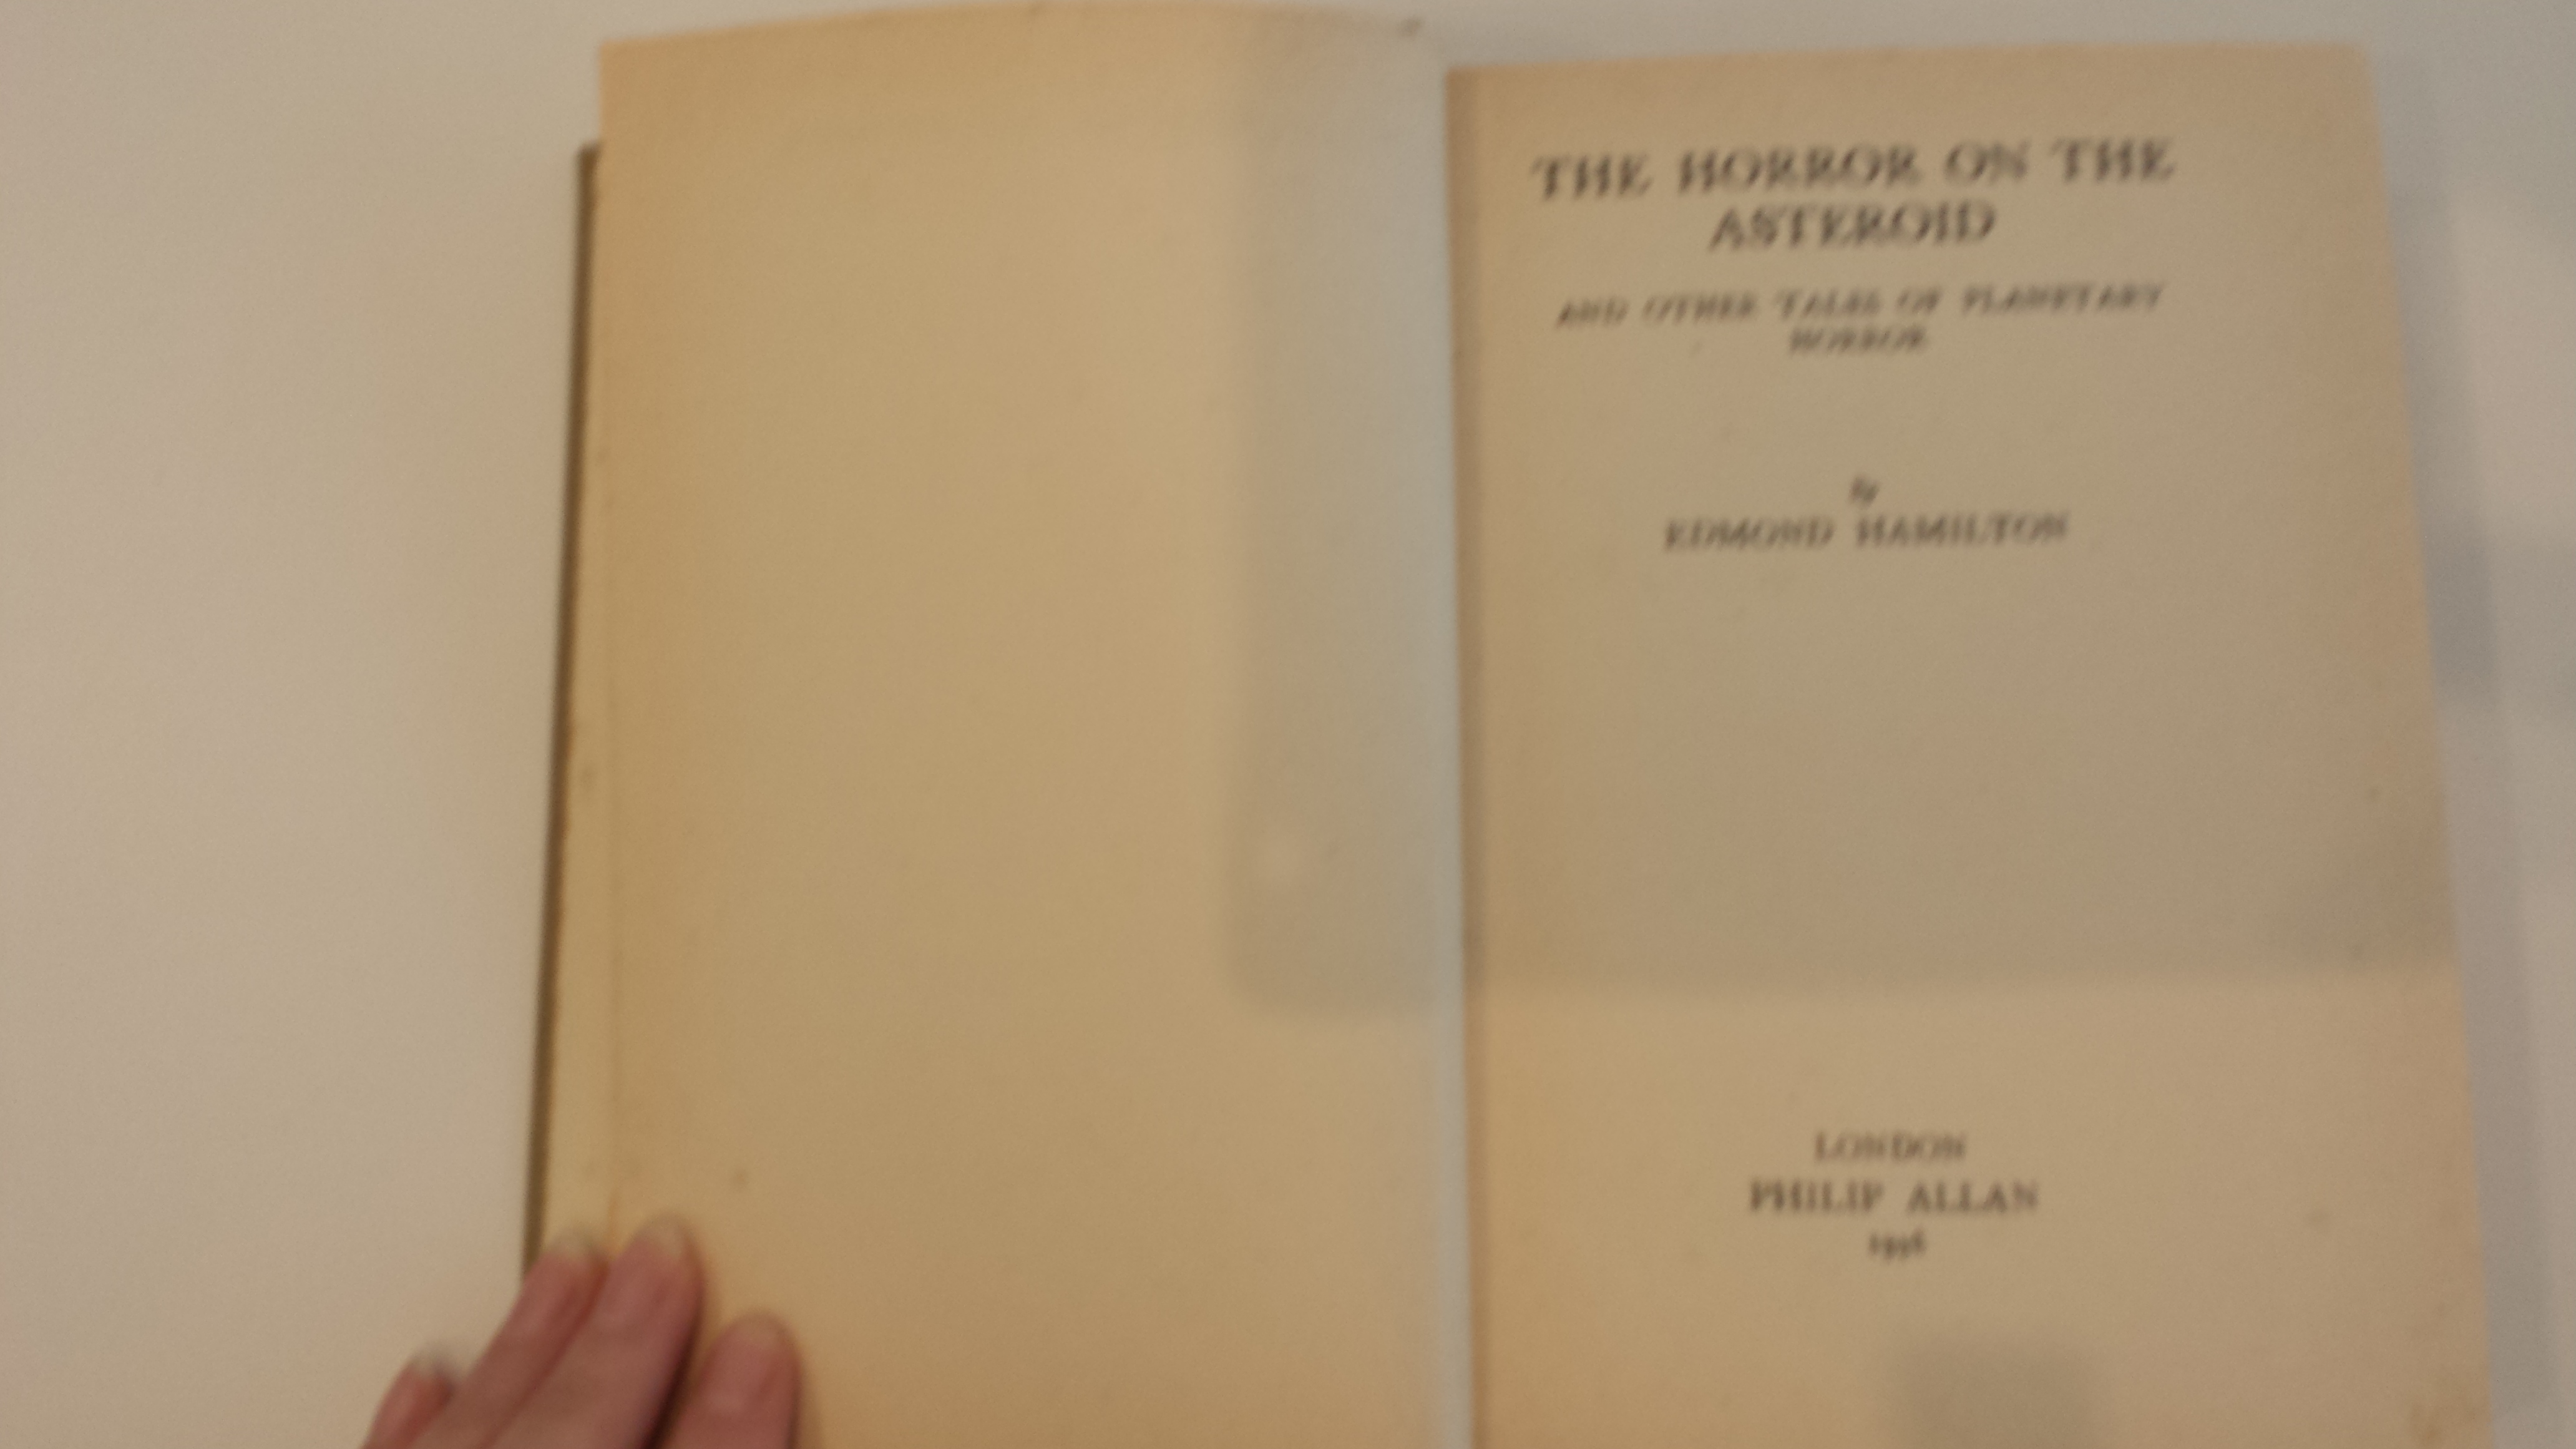 THE HORROR ON THE
ASTEROID
AND OTHER TALES OF PLANETARY
HORROR
by
EDMOND HAMILTON
LONDON
PHILIP ALLAN
1936